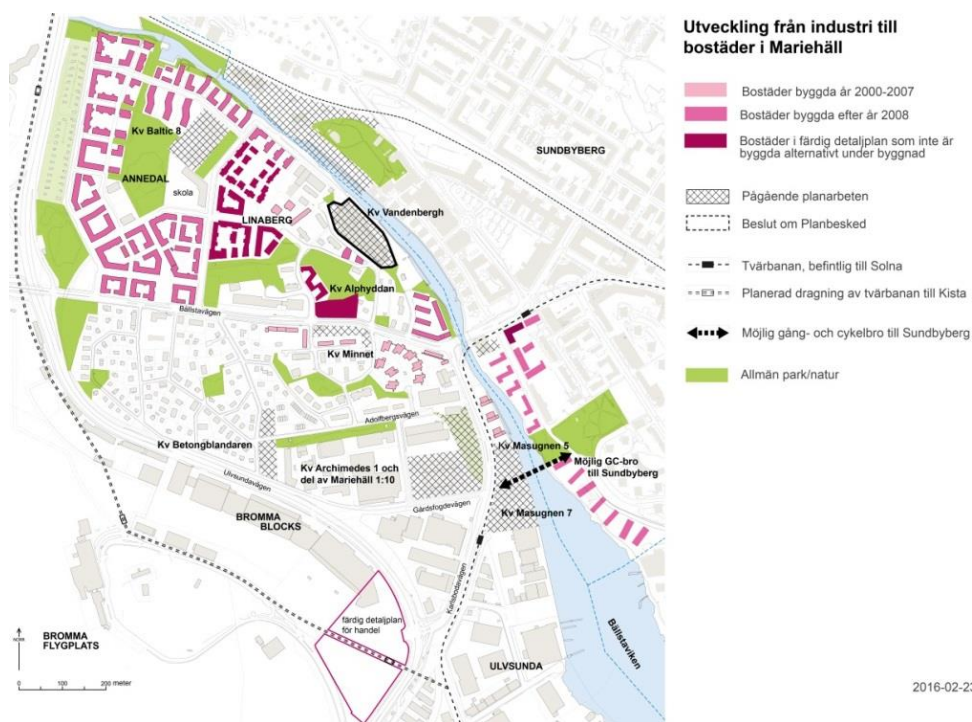 Utveckling från industri till
bostäder i Mariehäll
Bostäder byggda år 2000-2007
Bostäder byggda efter år 2008
Bostäder i färdig detaljplan som inte är
byggda alternativt under byggnad
Pågående planarbeten
Beslut om Planbesked
Tvärbanan, befintlig till Solna
Planerad dragning av tvärbanan till Kista
Möjlig gång- och cykelbro till Sundbyberg
Allmän park/natur
SUNDBYBERG
Kv Baltic 8
ANNEDAL
skola
LINABERG
Kv Vandenbergh
Kv Alphyddan
Bällstavägen
Kv Minnet
Adolfbergsvägen
Kv Betongblandaren
Kv Masugnen 5
Möjlig GC-bro
till Sundbyberg
Kv Archimedes 1 och
del av Mariehäll 1:10
Ulvsundavägen
Gårdsfogdevägen
Kv Masugnen 7
BROMMA
BLOCKS
Karlsbodavägen
färdig detaljplan
för handel
BROMMA
FLYGPLATS
ULVSUNDA
Bällstaviken
0 100 200 meter
2016-02-23